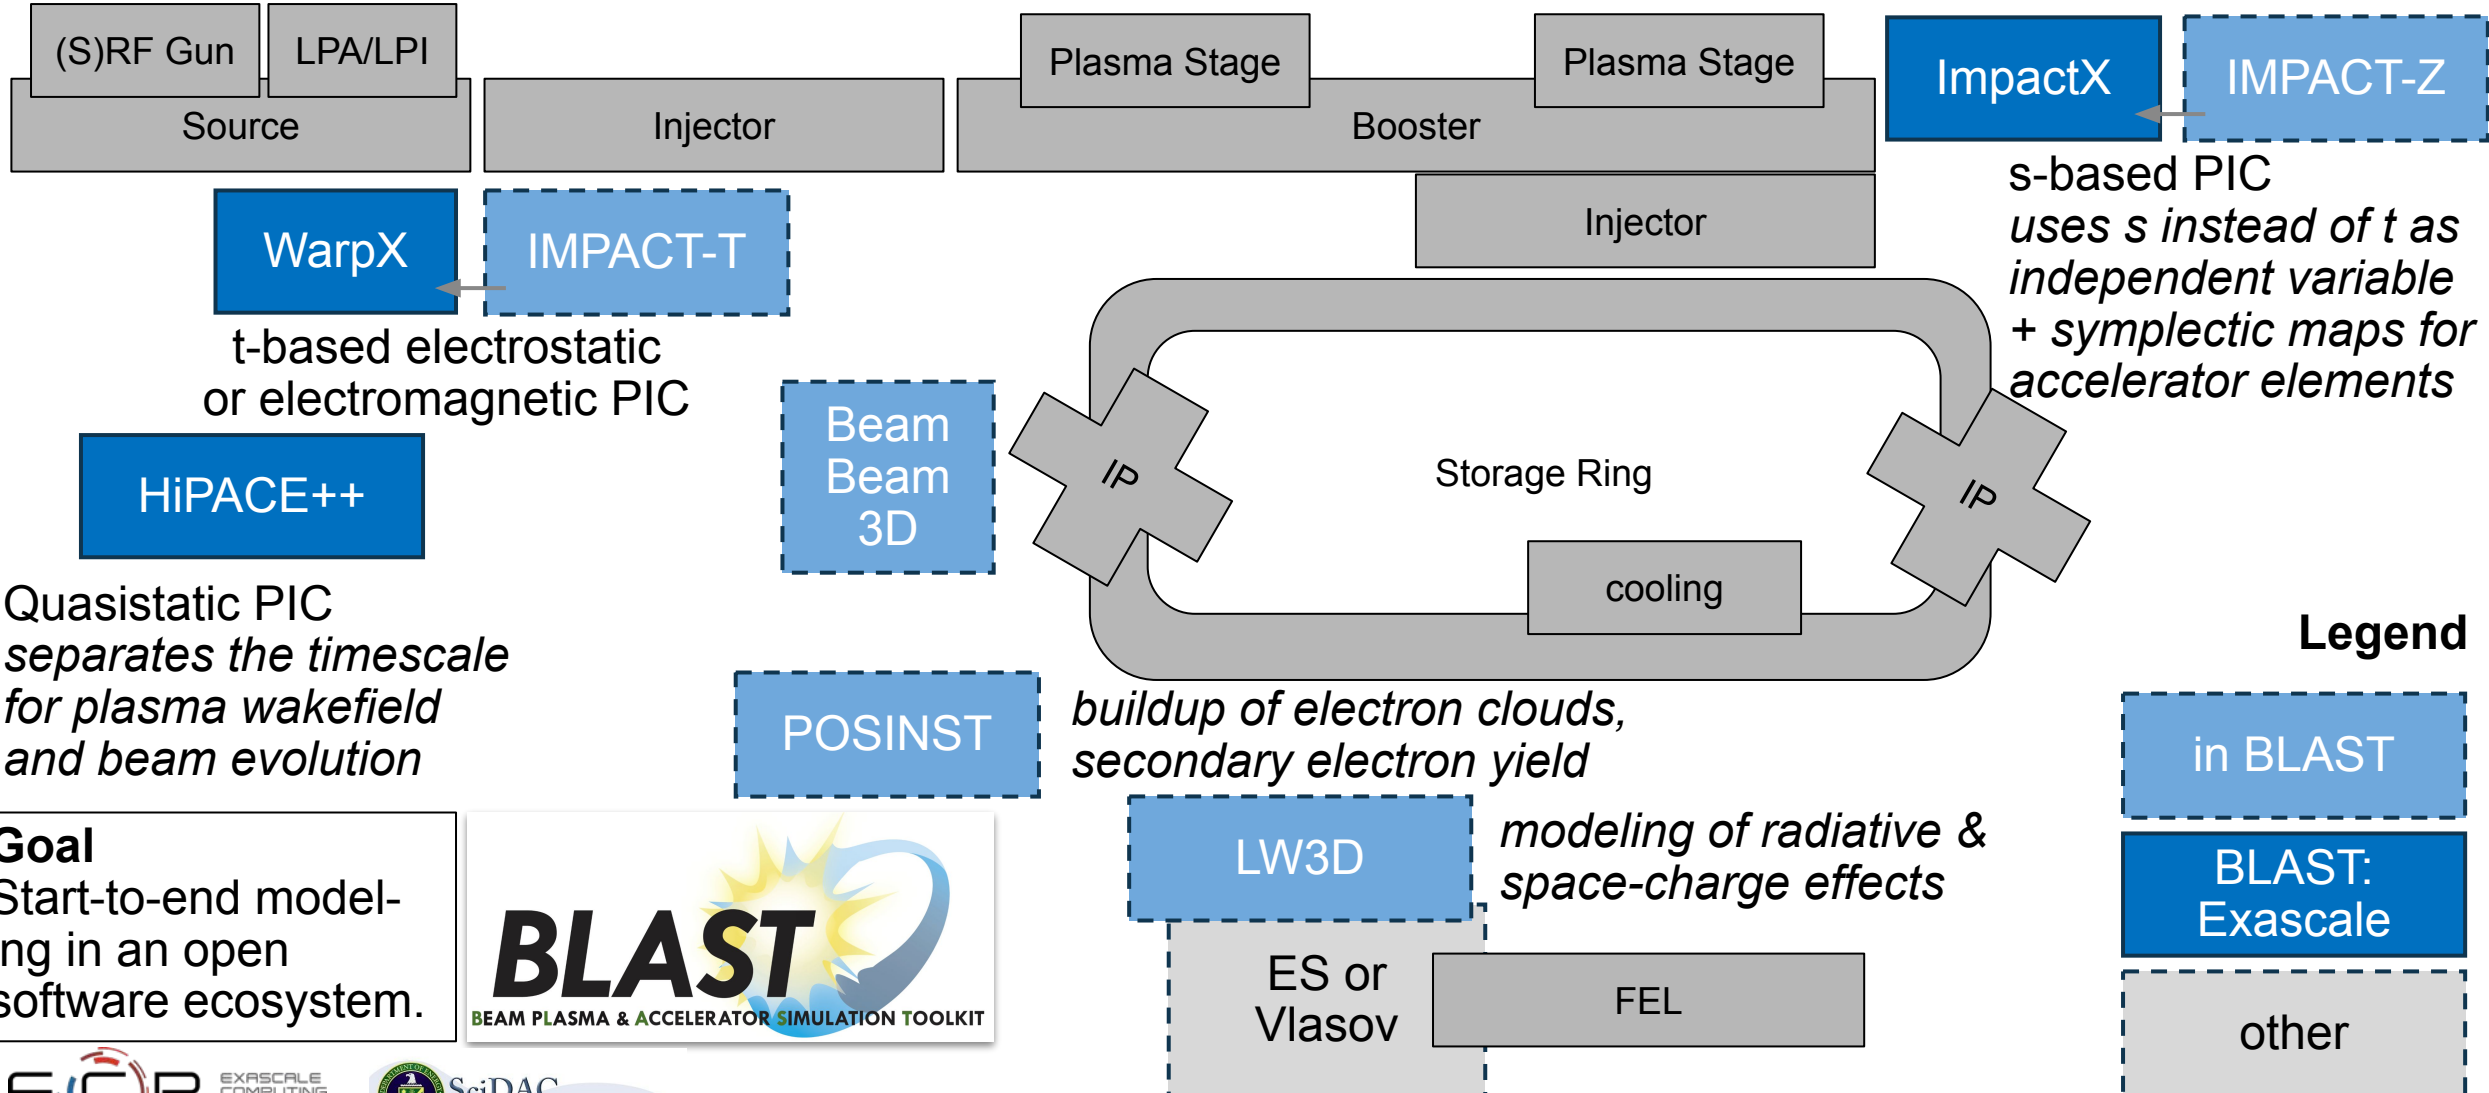 (S)RF Gun
LPA/LPI
Source
Injector
Plasma Stage
Plasma Stage
Booster
Injector
ImpactX
IMPACT-Z
s-based PIC
uses s instead of t as
independent variable
+ symplectic maps for
accelerator elements
WarpX
IMPACT-T
t-based electrostatic
or electromagnetic PIC
HiPACE++
Quasistatic PIC
separates the timescale
for plasma wakefield
and beam evolution
Beam
Beam
3D
IP
Storage Ring
IP
cooling
POSINST
buildup of electron clouds,
secondary electron yield
LW3D
modeling of radiative &
space-charge effects
ES or
Vlasov
FEL
Legend
in BLAST
BLAST:
Exascale
other
Goal
Start-to-end model-
ing in an open
software ecosystem.
BLAST
BEAM PLASMA & ACCELERATOR SIMULATION TOOLKIT
ECP
EXASCALE
COMPUTING
SciDAC